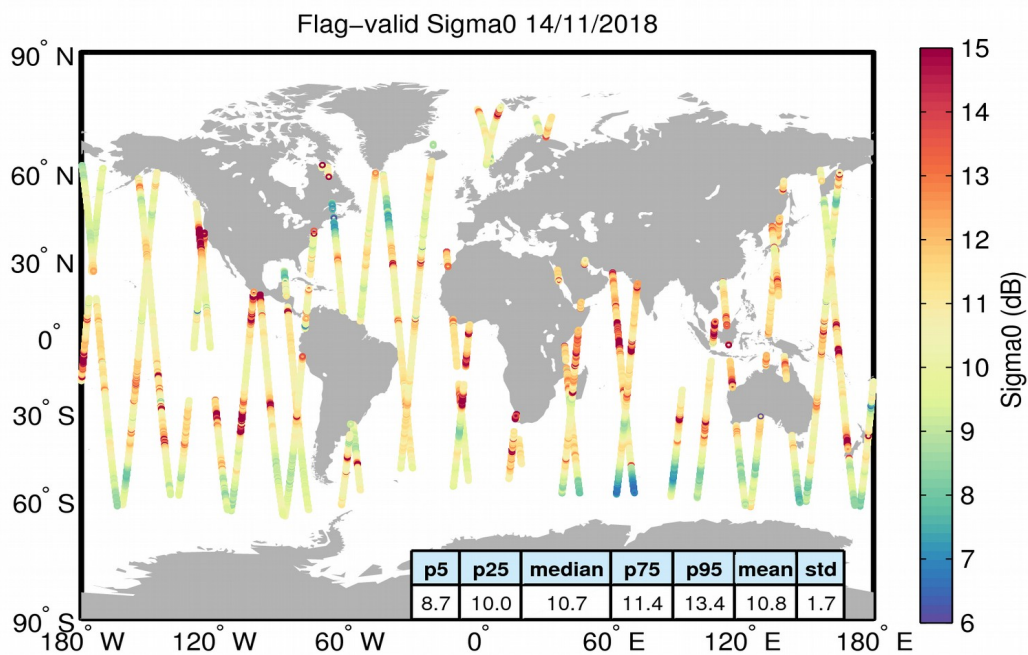 Flag−valid Sigma0 14/11/2018
90° N
60° N
30° N
0°
30° S
60° S
90° S
180° W
120° W
60° W
0°
60° E
120° E
180° E
p5 p25 median p75 p95 mean std
8.7 10.0 10.7 11.4 13.4 10.8 1.7
15
14
13
12
11
10
9
8
7
6
Sigma0 (dB)